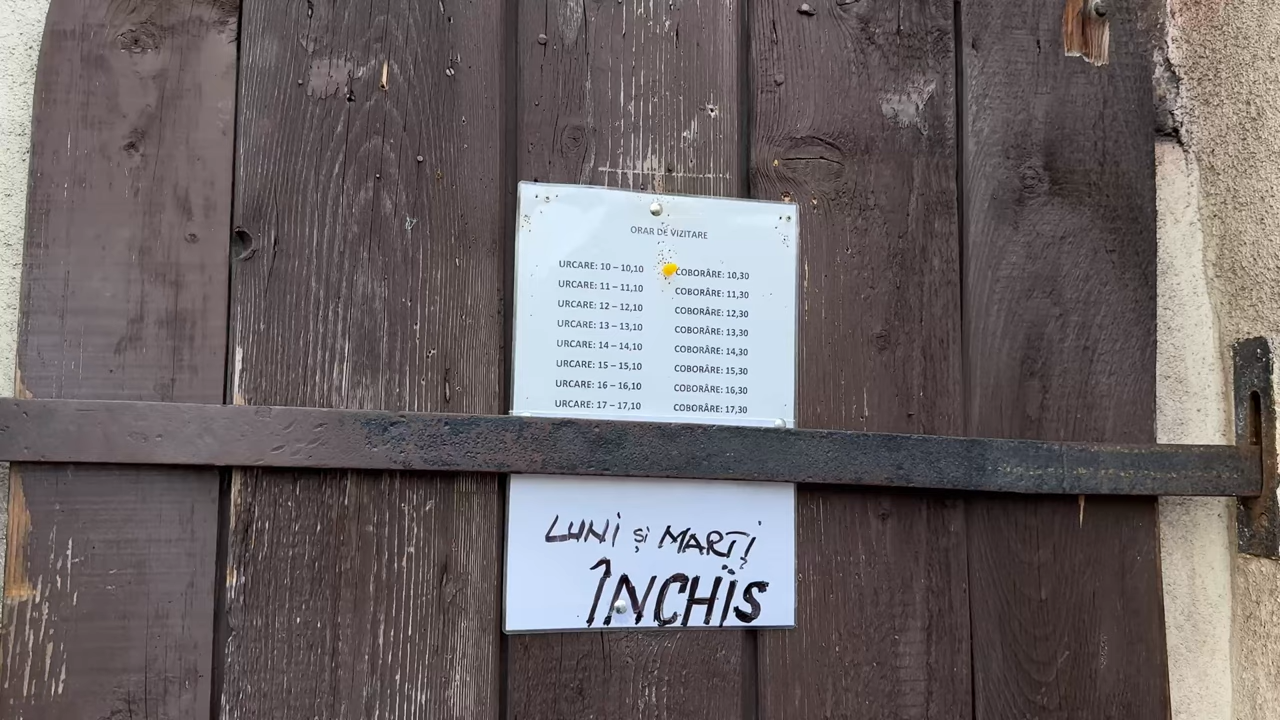 ORAR DE VIZITARE
URCARE: 10 – 10,10 COBORÂRE: 10,30
URCARE: 11 – 11,10 COBORÂRE: 11,30
URCARE: 12 – 12,10 COBORÂRE: 12,30
URCARE: 13 – 13,10 COBORÂRE: 13,30
URCARE: 14 – 14,10 COBORÂRE: 14,30
URCARE: 15 – 15,10 COBORÂRE: 15,30
URCARE: 16 – 16,10 COBORÂRE: 16,30
URCARE: 17 – 17,10 COBORÂRE: 17,30
LUNI ȘI MARȚI
ÎNCHIS